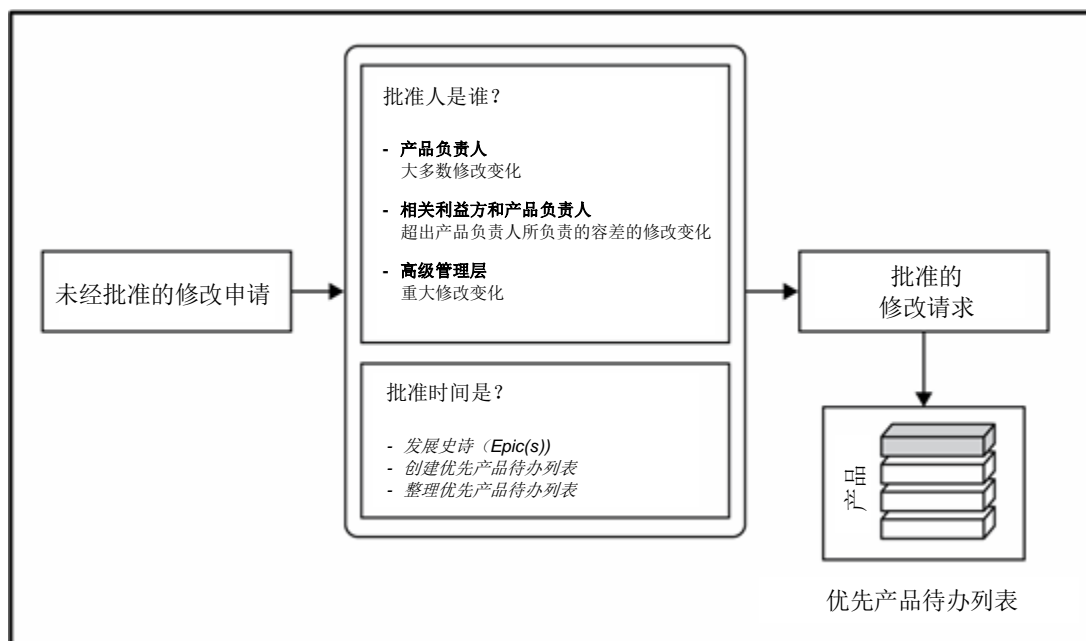 批准人是谁？
- 产品负责人
大多数修改变化
- 相关利益方和产品负责人
超出产品负责人所负责的容差的修改变化
- 高级管理层
重大修改变化
未经批准的修改申请
批准的
修改请求
批准时间是？
- 发展史诗（Epic(s))
- 创建优先产品待办列表
- 整理优先产品待办列表
产品
优先产品待办列表